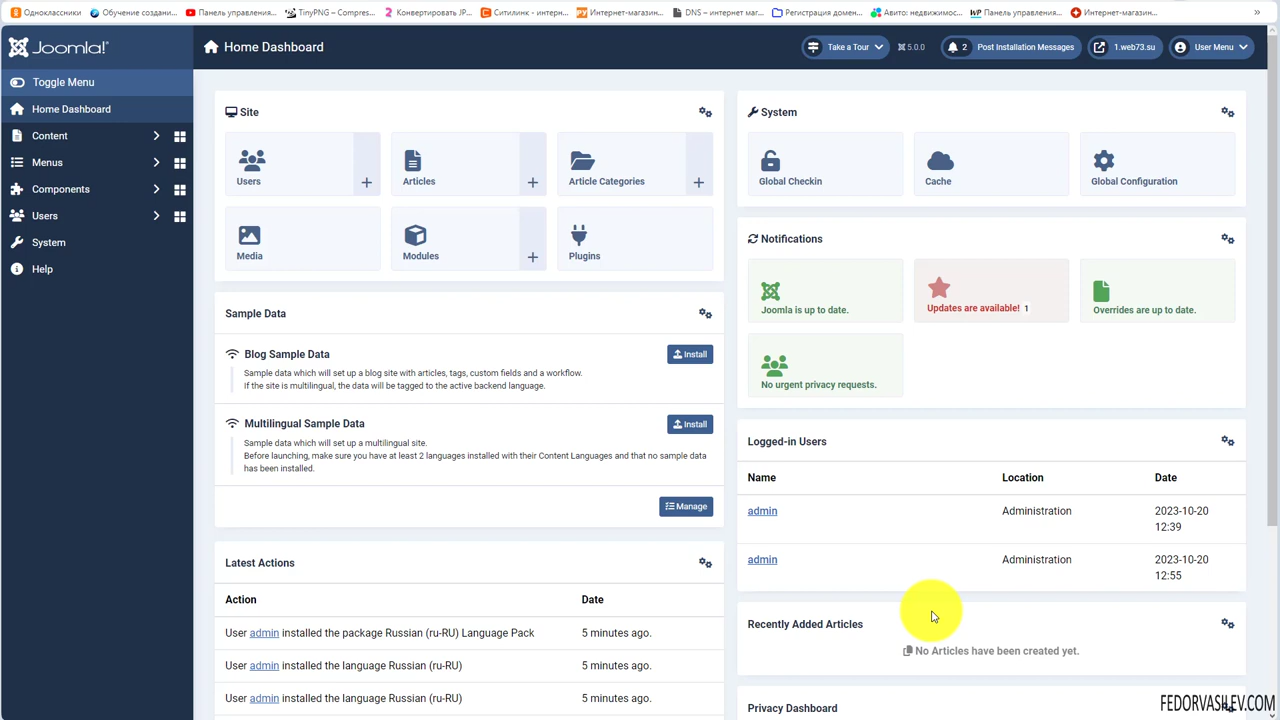 Одноклассники
Обучение создани...
Панель управления...
TinyPNG – Compres...
Конвертировать JP...
Ситилинк - интерн...
Интернет-магазин...
DNS – интернет маг...
Регистрация домен...
Авито: недвижимос...
Панель управления...
Интернет-магазин...
»
Joomla!
Home Dashboard
Take a Tour
5.0.0
2 Post Installation Messages
1.web73.su
User Menu
Toggle Menu
Home Dashboard
Content
Menus
Components
Users
System
Help
Site
Users
Articles
Article Categories
Media
Modules
Plugins
Sample Data
Blog Sample Data
Install
Sample data which will set up a blog site with articles, tags, custom fields and a workflow.
If the site is multilingual, the data will be tagged to the active backend language.
Multilingual Sample Data
Install
Sample data which will set up a multilingual site.
Before launching, make sure you have at least 2 languages installed with their Content Languages and that no sample data
has been installed.
Manage
Latest Actions
Action Date
User admin installed the package Russian (ru-RU) Language Pack 5 minutes ago.
User admin installed the language Russian (ru-RU) 5 minutes ago.
User admin installed the language Russian (ru-RU) 5 minutes ago.
System
Global Checkin
Cache
Global Configuration
Notifications
Joomla is up to date.
Updates are available! 1
Overrides are up to date.
No urgent privacy requests.
Logged-in Users
Name Location Date
admin Administration 2023-10-20
12:39
admin Administration 2023-10-20
12:55
Recently Added Articles
No Articles have been created yet.
Privacy Dashboard
FEDORVASILEV.COM